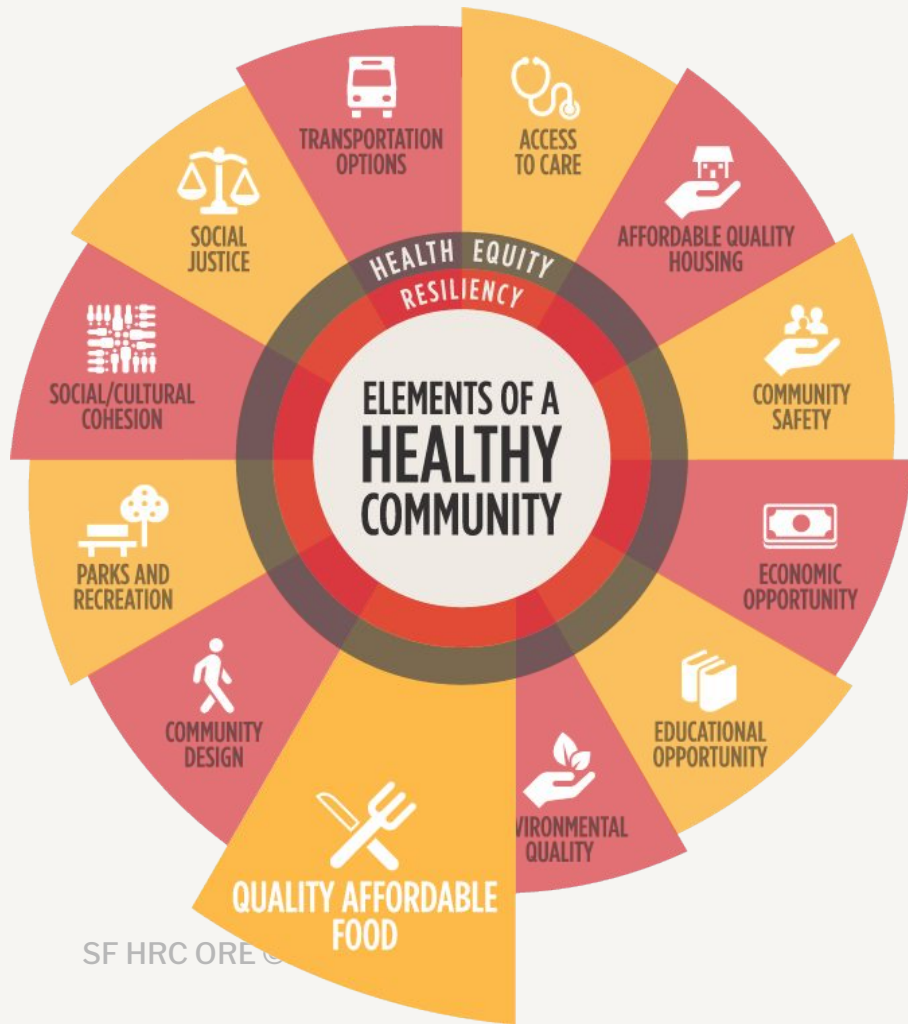 TRANSPORTATION
OPTIONS
ACCESS
TO CARE
AFFORDABLE QUALITY
HOUSING
COMMUNITY
SAFETY
ECONOMIC
OPPORTUNITY
EDUCATIONAL
OPPORTUNITY
VIRONMENTAL
QUALITY
QUALITY AFFORDABLE
FOOD
COMMUNITY
DESIGN
PARKS AND
RECREATION
SOCIAL/CULTURAL
COHESION
SOCIAL
JUSTICE
HEALTH EQUITY
RESILIENCY
ELEMENTS OF A
HEALTHY
COMMUNITY
SF HRC ORE ©